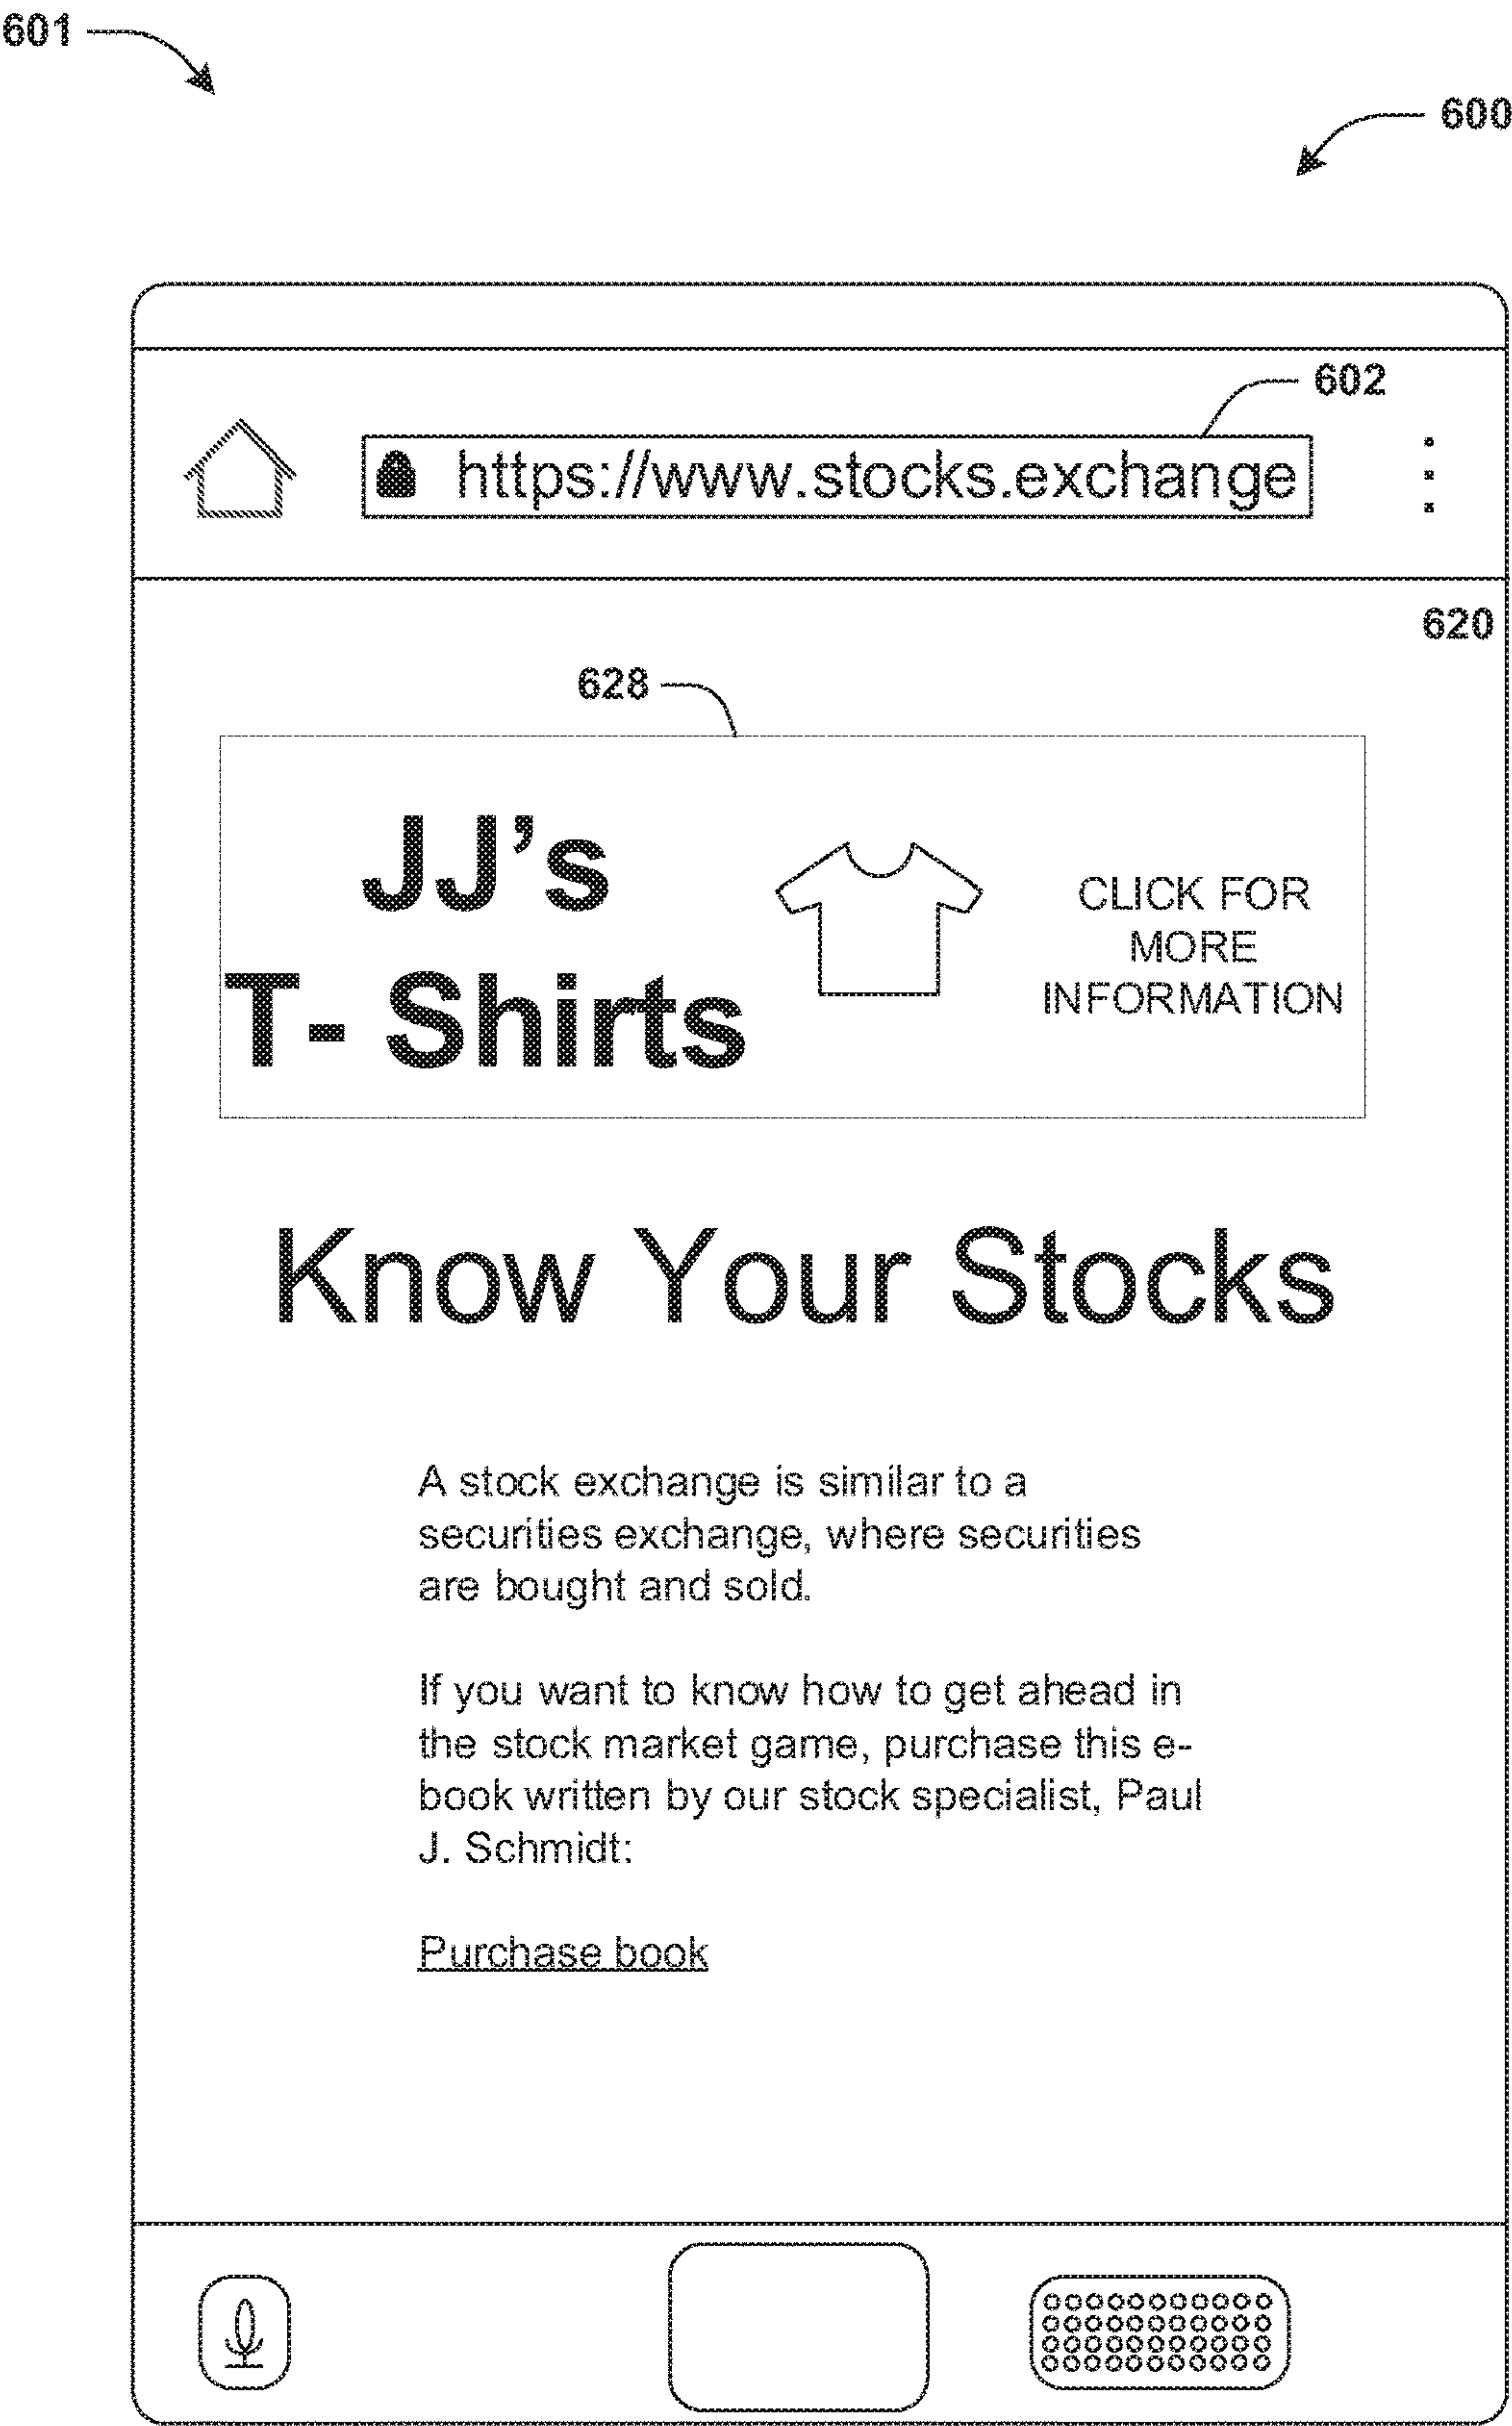 601
600
602
https://www.stocks.exchange
620
628
JJ's
T- Shirts
CLICK FOR
MORE
INFORMATION
Know Your Stocks
A stock exchange is similar to a
securities exchange, where securities
are bought and sold.
If you want to know how to get ahead in
the stock market game, purchase this e-
book written by our stock specialist, Paul
J. Schmidt:
Purchase book